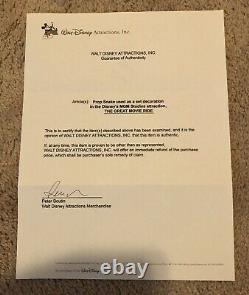 Walt Disney Attractions, Inc.
WALT DISNEY ATTRACTIONS, INC.
Guarantee of Authenticity
Article(s): Prop Snake used as a set decoration
in the Disney's MGM Studios attraction,
THE GREAT MOVIE RIDE
This is to certify that the item(s) described above has been examined, and it is the
opinion of WALT DISNEY ATTRACTIONS, INC. that this item is authentic.
If, at any time, this item is proven to be other than as represented,
WALT DISNEY ATTRACTIONS, INC. will offer an immediate refund of the purchase
price, which shall be purchaser's sole remedy of claim.
Peter
Walt Disney Attractions Merchandise